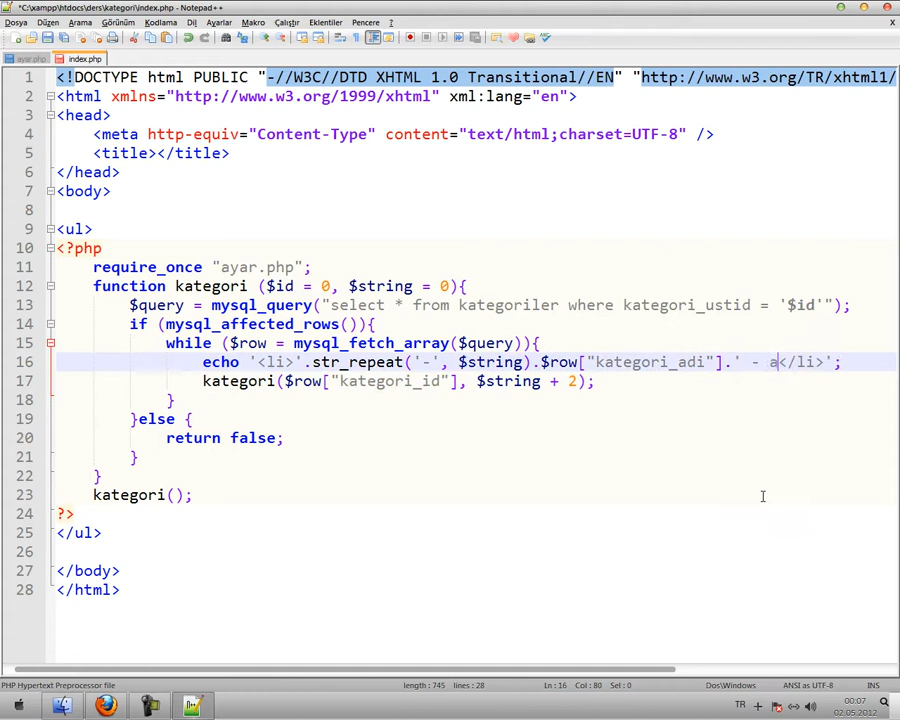 *C:\xampp\htdocs\ders\kategori\index.php - Notepad++
Dosya Düzen Arama Görünüm Kodlama Dil Ayarlar Makro Çalıştır Eklentiler Pencere ? X
ayar.php index.php
1 <!DOCTYPE html PUBLIC "-//W3C//DTD XHTML 1.0 Transitional//EN" "http://www.w3.org/TR/xhtml1/
2 <html xmlns="http://www.w3.org/1999/xhtml" xml:lang="en">
3 <head>
4 <meta http-equiv="Content-Type" content="text/html;charset=UTF-8" />
5 <title></title>
6 </head>
7 <body>
8
9 <ul>
10 <?php
11 require_once "ayar.php";
12 function kategori ($id = 0, $string = 0){
13 $query = mysql_query("select * from kategoriler where kategori_ustid = '$id'");
14 if (mysql_affected_rows()){
15 while ($row = mysql_fetch_array($query)){
16 echo '<li>'.str_repeat('-', $string).$row["kategori_adi"].' - a</li>';
17 kategori($row["kategori_id"], $string + 2);
18 }
19 }else {
20 return false;
21 }
22 }
23 kategori();
24 ?>
25 </ul>
26
27 </body>
28 </html>
PHP Hypertext Preprocessor file length : 745 lines : 28 Ln : 16 Col : 80 Sel : 0 Dos\Windows ANSI as UTF-8 INS
TR 00:07
02.05.2012